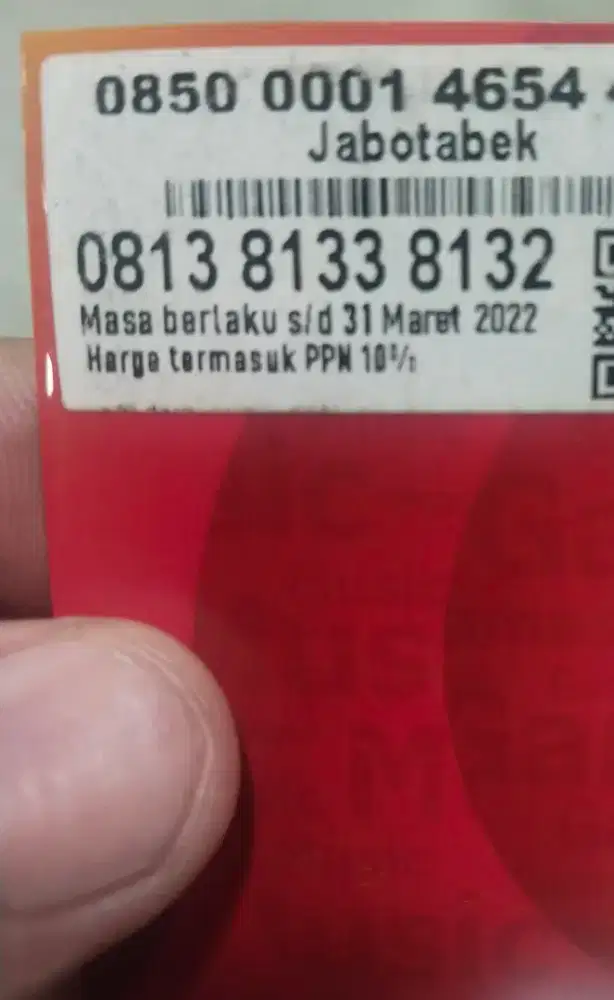 0850 0001 4654
Jabotabek
0813 8133 8132
Masa berlaku s/d 31 Maret 2022
Harga termasuk PPN 10%